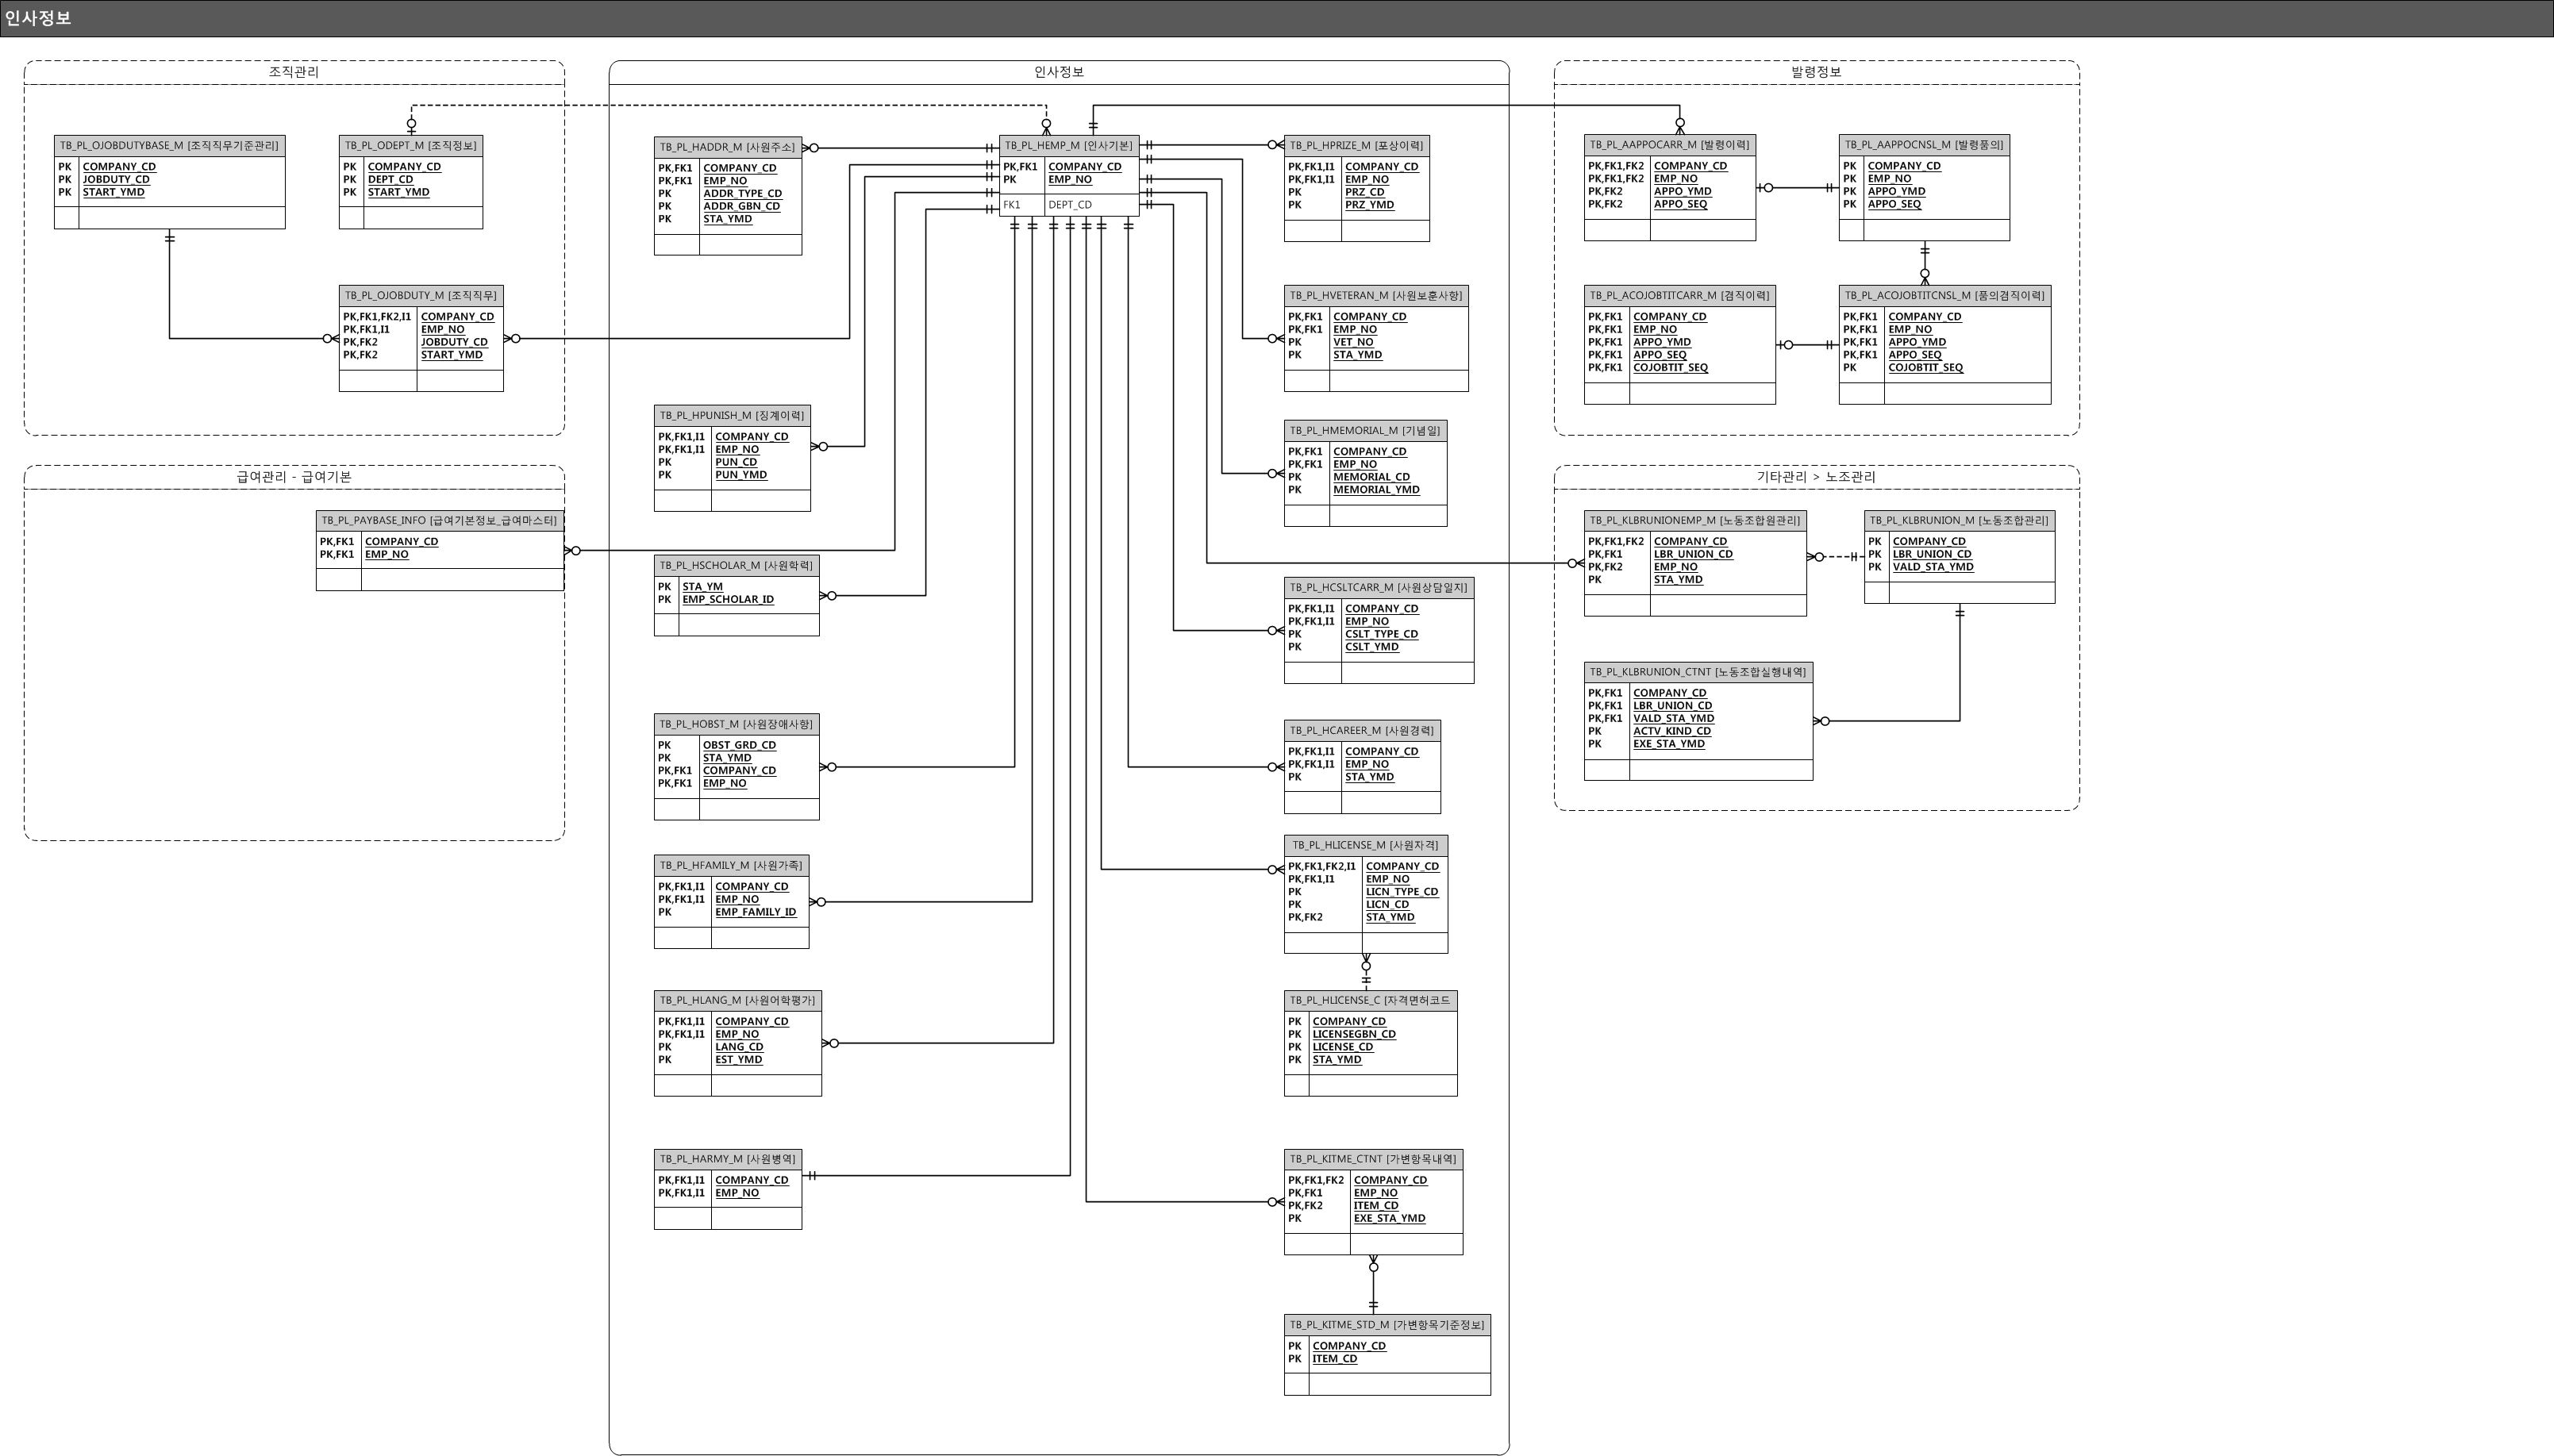 인사정보
조직관리
TB_PL_OJOBDUTYBASE_M [조직직무기준관리]
PK COMPANY_CD
PK JOBDUTY_CD
PK START_YMD
TB_PL_ODEPT_M [조직정보]
PK COMPANY_CD
PK DEPT_CD
PK START_YMD
TB_PL_OJOBDUTY_M [조직직무]
PK,FK1,FK2,I1 COMPANY_CD
PK,FK1,I1 EMP_NO
PK,FK2 JOBDUTY_CD
PK,FK2 START_YMD
급여관리 - 급여기본
TB_PL_PAYBASE_INFO [급여기본정보_급여마스터]
PK,FK1 COMPANY_CD
PK,FK1 EMP_NO
인사정보
TB_PL_HADDR_M [사원주소]
PK,FK1 COMPANY_CD
PK,FK1 EMP_NO
PK ADDR_TYPE_CD
PK ADDR_GBN_CD
PK STA_YMD
TB_PL_HEMP_M [인사기본]
PK,FK1 COMPANY_CD
PK EMP_NO
FK1 DEPT_CD
TB_PL_HPUNISH_M [징계이력]
PK,FK1,I1 COMPANY_CD
PK,FK1,I1 EMP_NO
PK PUN_CD
PK PUN_YMD
TB_PL_HSCHOLAR_M [사원학력]
PK STA_YM
PK EMP_SCHOLAR_ID
TB_PL_HOBST_M [사원장애사항]
PK OBST_GRD_CD
PK STA_YMD
PK,FK1 COMPANY_CD
PK,FK1 EMP_NO
TB_PL_HFAMILY_M [사원가족]
PK,FK1,I1 COMPANY_CD
PK,FK1,I1 EMP_NO
PK EMP_FAMILY_ID
TB_PL_HLANG_M [사원어학평가]
PK,FK1,I1 COMPANY_CD
PK,FK1,I1 EMP_NO
PK LANG_CD
PK EST_YMD
TB_PL_HARMY_M [사원병역]
PK,FK1,I1 COMPANY_CD
PK,FK1,I1 EMP_NO
TB_PL_HPRIZE_M [포상이력]
PK,FK1,I1 COMPANY_CD
PK,FK1,I1 EMP_NO
PK PRZ_CD
PK PRZ_YMD
TB_PL_HVETERAN_M [사원보훈사항]
PK,FK1 COMPANY_CD
PK,FK1 EMP_NO
PK VET_NO
PK STA_YMD
TB_PL_HMEMORIAL_M [기념일]
PK,FK1 COMPANY_CD
PK,FK1 EMP_NO
PK MEMORIAL_CD
PK MEMORIAL_YMD
TB_PL_HCSLTCARR_M [사원상담일지]
PK,FK1,I1 COMPANY_CD
PK,FK1,I1 EMP_NO
PK CSLT_TYPE_CD
PK CSLT_YMD
TB_PL_HCAREER_M [사원경력]
PK,FK1,I1 COMPANY_CD
PK,FK1,I1 EMP_NO
PK STA_YMD
TB_PL_HLICENSE_M [사원자격]
PK,FK1,FK2,I1 COMPANY_CD
PK,FK1,I1 EMP_NO
PK LICN_TYPE_CD
PK LICN_CD
PK,FK2 STA_YMD
TB_PL_HLICENSE_C [자격면허코드
PK COMPANY_CD
PK LICENSEGBN_CD
PK LICENSE_CD
PK STA_YMD
TB_PL_KITME_CTNT [가변항목내역]
PK,FK1,FK2 COMPANY_CD
PK,FK1 EMP_NO
PK,FK2 ITEM_CD
PK EXE_STA_YMD
TB_PL_KITME_STD_M [가변항목기준정보]
PK COMPANY_CD
PK ITEM_CD
발령정보
TB_PL_AAPPOCARR_M [발령이력]
PK,FK1,FK2 COMPANY_CD
PK,FK1,FK2 EMP_NO
PK,FK2 APPO_YMD
PK,FK2 APPO_SEQ
TB_PL_AAPPOCNSL_M [발령품의]
PK COMPANY_CD
PK EMP_NO
PK APPO_YMD
PK APPO_SEQ
TB_PL_ACOJOBTITCARR_M [겸직이력]
PK,FK1 COMPANY_CD
PK,FK1 EMP_NO
PK,FK1 APPO_YMD
PK,FK1 APPO_SEQ
PK,FK1 COJOBTIT_SEQ
TB_PL_ACOJOBTITCNSL_M [품의겸직이력]
PK,FK1 COMPANY_CD
PK,FK1 EMP_NO
PK,FK1 APPO_YMD
PK,FK1 APPO_SEQ
PK COJOBTIT_SEQ
기타관리 > 노조관리
TB_PL_KLBRUNIONEMP_M [노동조합원관리]
PK,FK1,FK2 COMPANY_CD
PK,FK1 LBR_UNION_CD
PK,FK2 EMP_NO
PK STA_YMD
TB_PL_KLBRUNION_M [노동조합관리]
PK COMPANY_CD
PK LBR_UNION_CD
PK VALD_STA_YMD
TB_PL_KLBRUNION_CTNT [노동조합실행내역]
PK,FK1 COMPANY_CD
PK,FK1 LBR_UNION_CD
PK,FK1 VALD_STA_YMD
PK ACTV_KIND_CD
PK EXE_STA_YMD